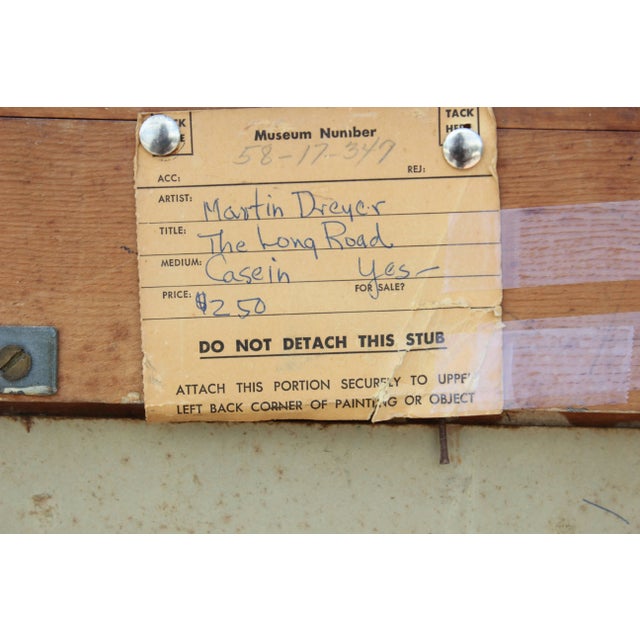 TACK
HERE
Museum Number
58-17-347
ACC: REJ:
ARTIST: Martin Dreyer
TITLE: The Long Road
MEDIUM: Casein Yes-
PRICE: $250 FOR SALE?
DO NOT DETACH THIS STUB
ATTACH THIS PORTION SECURELY TO UPPER
LEFT BACK CORNER OF PAINTING OR OBJECT